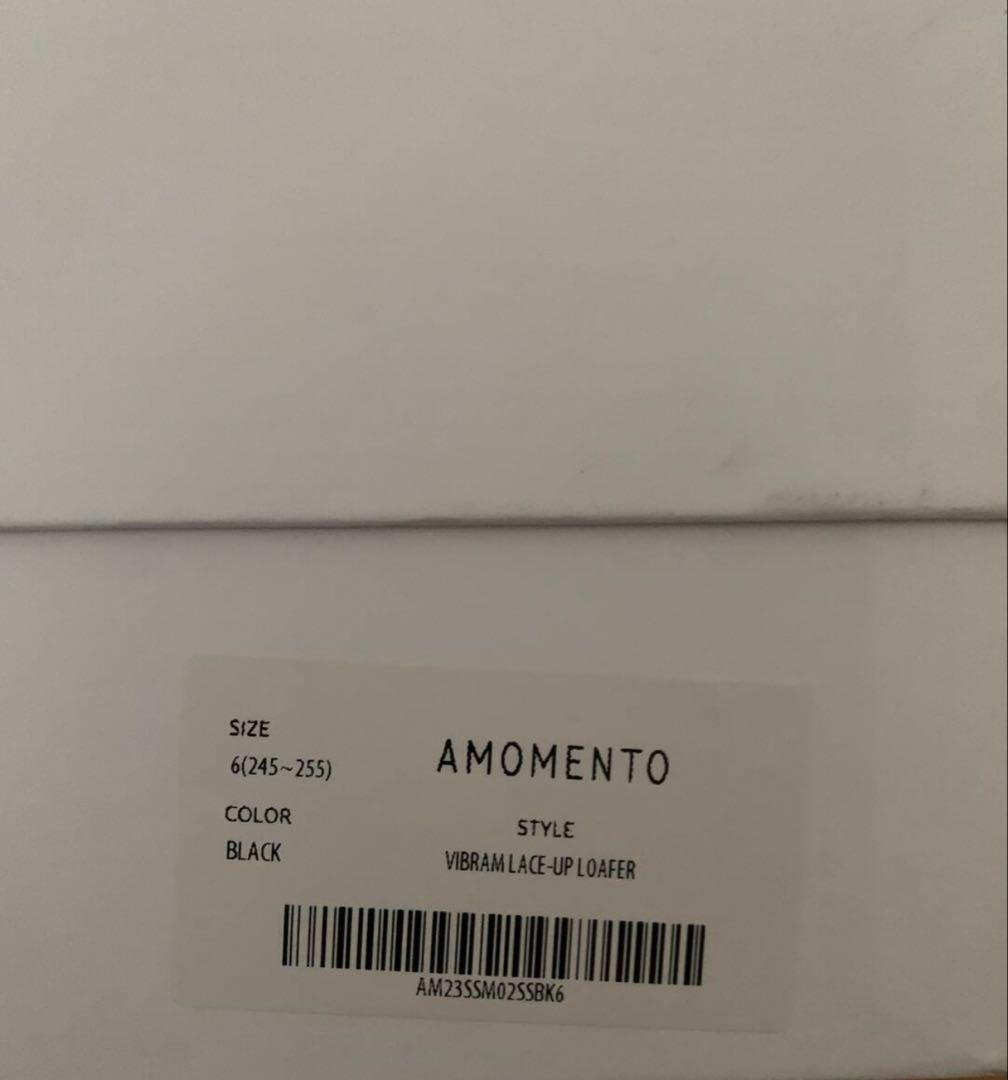 SIZE
6(245~255)
COLOR
BLACK
AMOMENTO
STYLE
VIBRAM LACE-UP LOAFER
AM23SSM02SSBK6